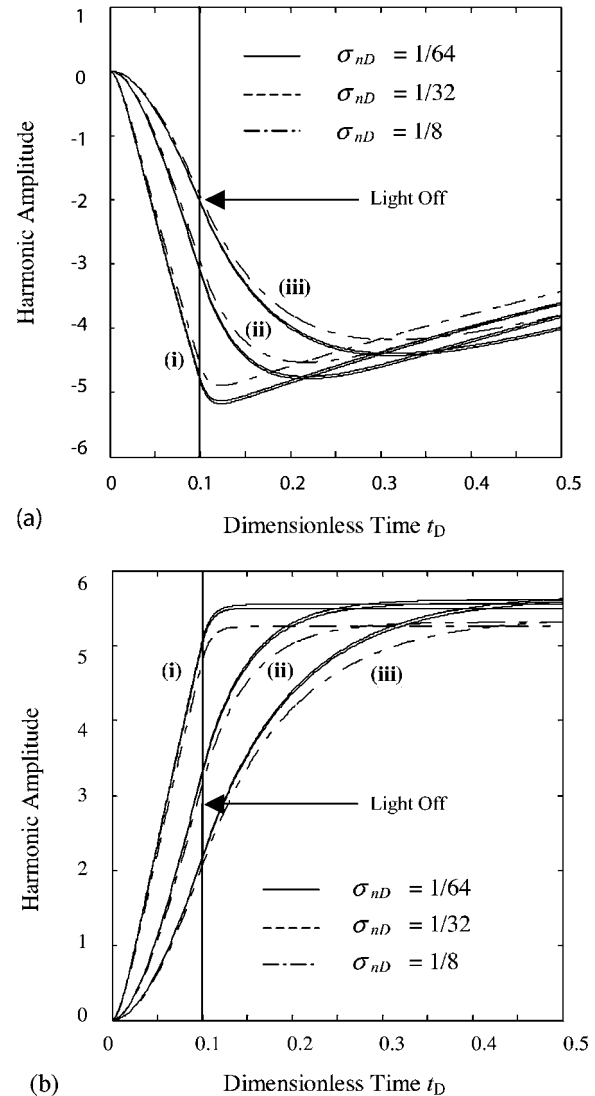 1
0
-1
-2
-3
-4
-5
-6
Harmonic Amplitude
σnD = 1/64
σnD = 1/32
σnD = 1/8
Light Off
(i)
(ii)
(iii)
0
0.1
0.2
0.3
0.4
0.5
Dimensionless Time tD
(a)
6
5
4
3
2
1
0
Harmonic Amplitude
(i)
(ii)
(iii)
Light Off
σnD = 1/64
σnD = 1/32
σnD = 1/8
0
0.1
0.2
0.3
0.4
0.5
Dimensionless Time tD
(b)